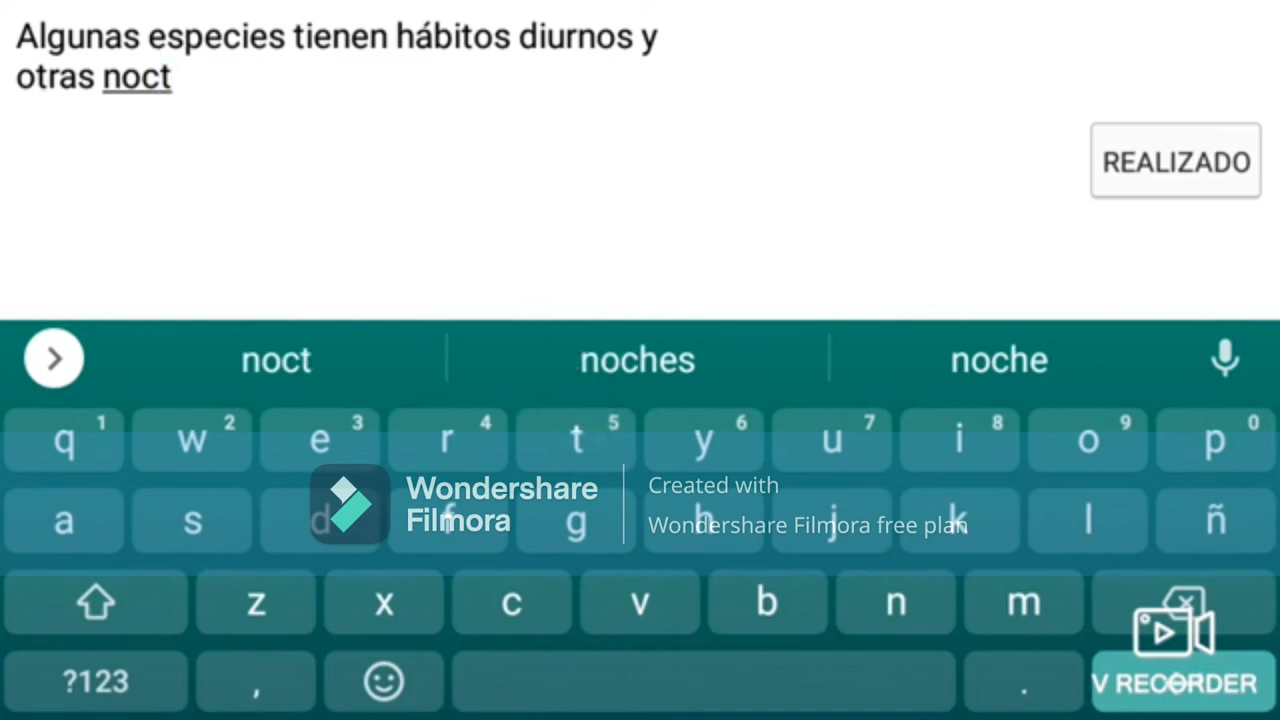 Algunas especies tienen hábitos diurnos y
otras noct
REALIZADO
noct noches noche
q 1 w 2 e 3 r 4 t 5 y 6 u 7 i 8 o 9 p 0
a s d f g h j k l ñ
Wondershare
Filmora
Created with
Wondershare Filmora free plan
z x c v b n m
?123 , .
V RECORDER